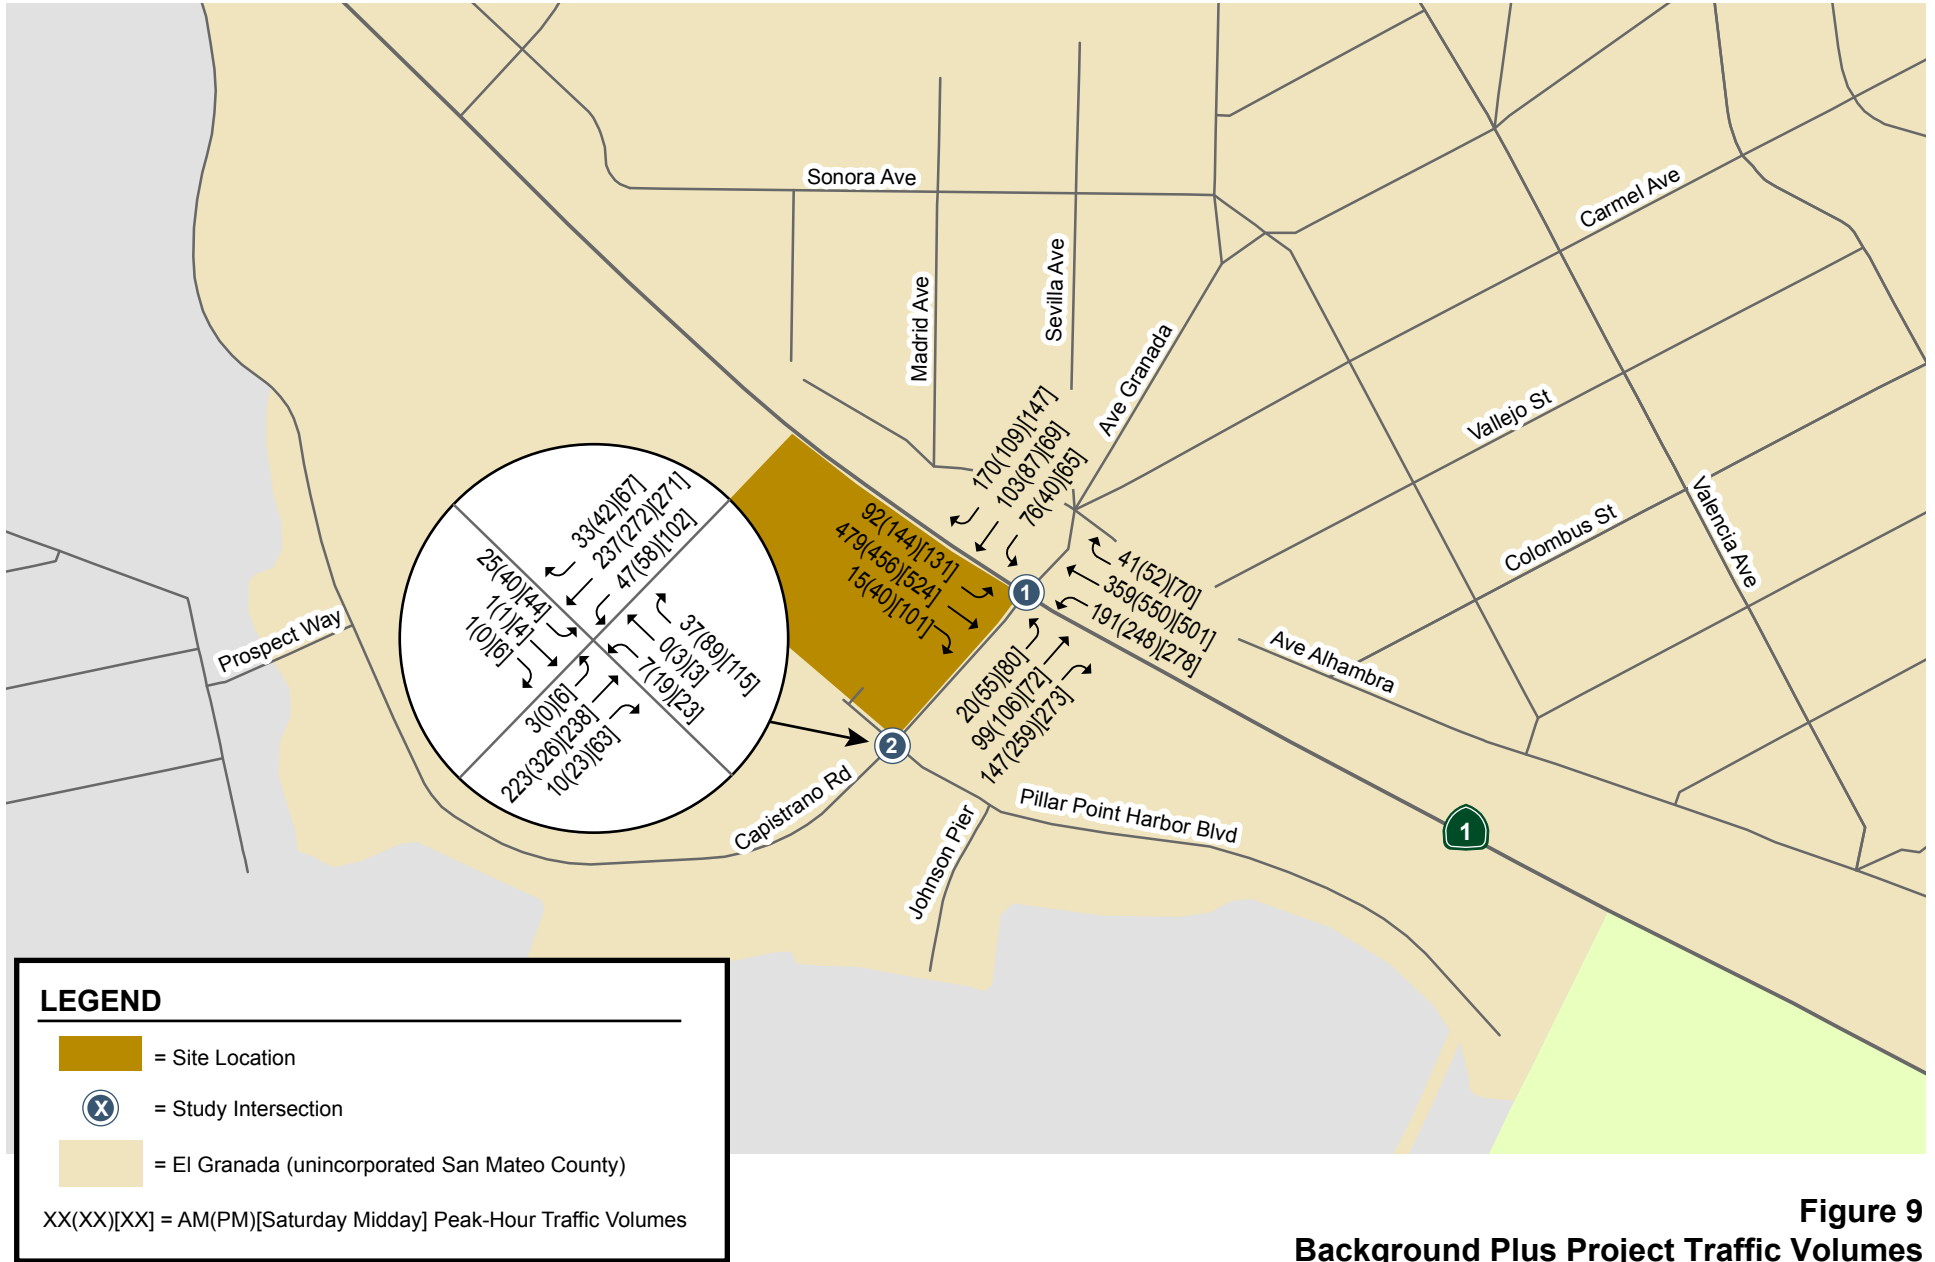 Sonora Ave
Carmel Ave
Madrid Ave
Sevilla Ave
Ave Granada
Vallejo St
Colombus St
Valencia Ave
Prospect Way
Ave Alhambra
170(109)[147]
103(87)[69]
76(40)[65]
92(144)[131]
479(456)[524]
15(40)[101]
41(52)[70]
359(550)[501]
191(248)[278]
20(55)[80]
99(106)[72]
147(259)[273]
1
33(42)[67]
237(272)[271]
47(58)[102]
25(40)[44]
1(1)[4]
1(0)[6]
37(89)[115]
0(3)[3]
7(19)[23]
3(0)[6]
223(326)[238]
10(23)[63]
2
Capistrano Rd
Johnson Pier
Pillar Point Harbor Blvd
1
LEGEND
= Site Location
X = Study Intersection
= El Granada (unincorporated San Mateo County)
XX(XX)[XX] = AM(PM)[Saturday Midday] Peak-Hour Traffic Volumes
Figure 9
Background Plus Project Traffic Volumes